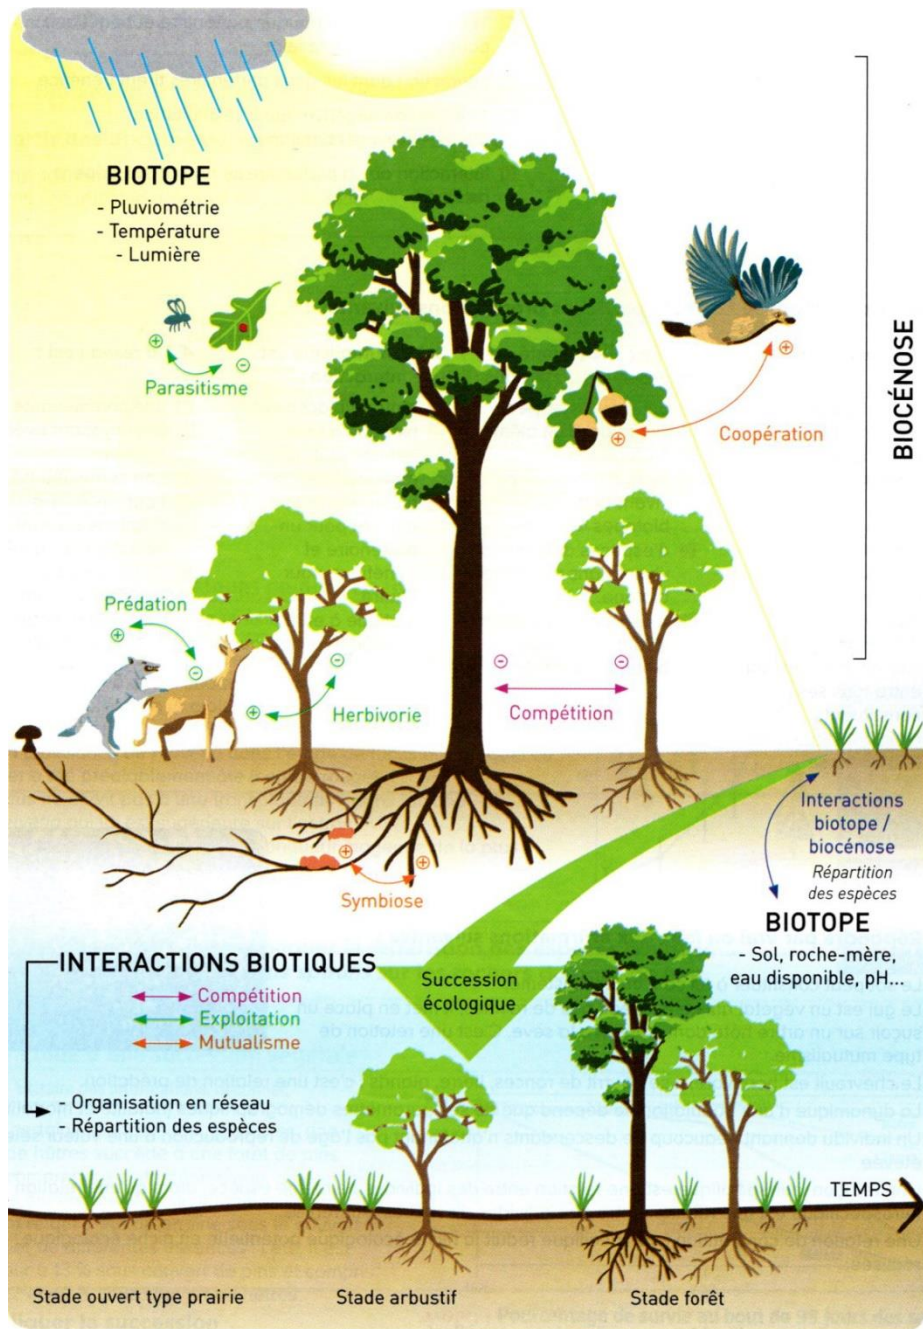 BIOTOPE
- Pluviométrie
- Température
- Lumière
+
-
Parasitisme
+
+
Coopération
BIOCÉNOSE
Prédation
+
-
+
-
Herbivorie
-
-
Compétition
Interactions
biotope /
biocénose
Répartition
des espèces
+
+
Symbiose
BIOTOPE
- Sol, roche-mère,
eau disponible, pH...
INTERACTIONS BIOTIQUES
Compétition
Exploitation
Mutualisme
- Organisation en réseau
- Répartition des espèces
Succession
écologique
TEMPS
Stade ouvert type prairie
Stade arbustif
Stade forêt